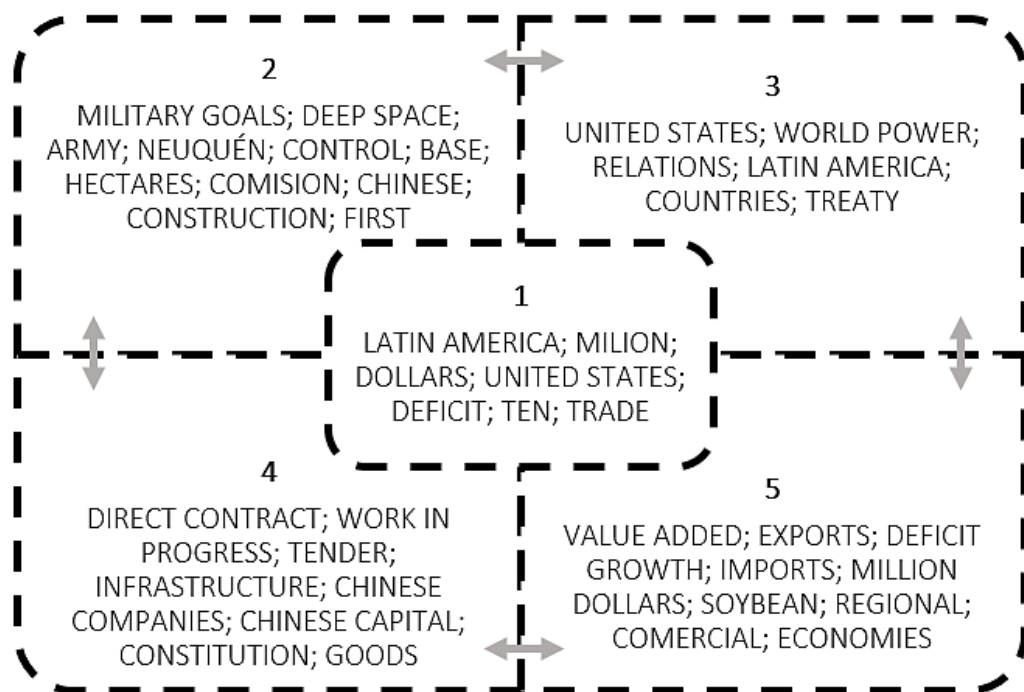 2
MILITARY GOALS; DEEP SPACE;
ARMY; NEUQUÉN; CONTROL; BASE;
HECTARES; COMISION; CHINESE;
CONSTRUCTION; FIRST
3
UNITED STATES; WORLD POWER;
RELATIONS; LATIN AMERICA;
COUNTRIES; TREATY
1
LATIN AMERICA; MILION;
DOLLARS; UNITED STATES;
DEFICIT; TEN; TRADE
4
DIRECT CONTRACT; WORK IN
PROGRESS; TENDER;
INFRASTRUCTURE; CHINESE
COMPANIES; CHINESE CAPITAL;
CONSTITUTION; GOODS
5
VALUE ADDED; EXPORTS; DEFICIT
GROWTH; IMPORTS; MILLION
DOLLARS; SOYBEAN; REGIONAL;
COMERCIAL; ECONOMIES